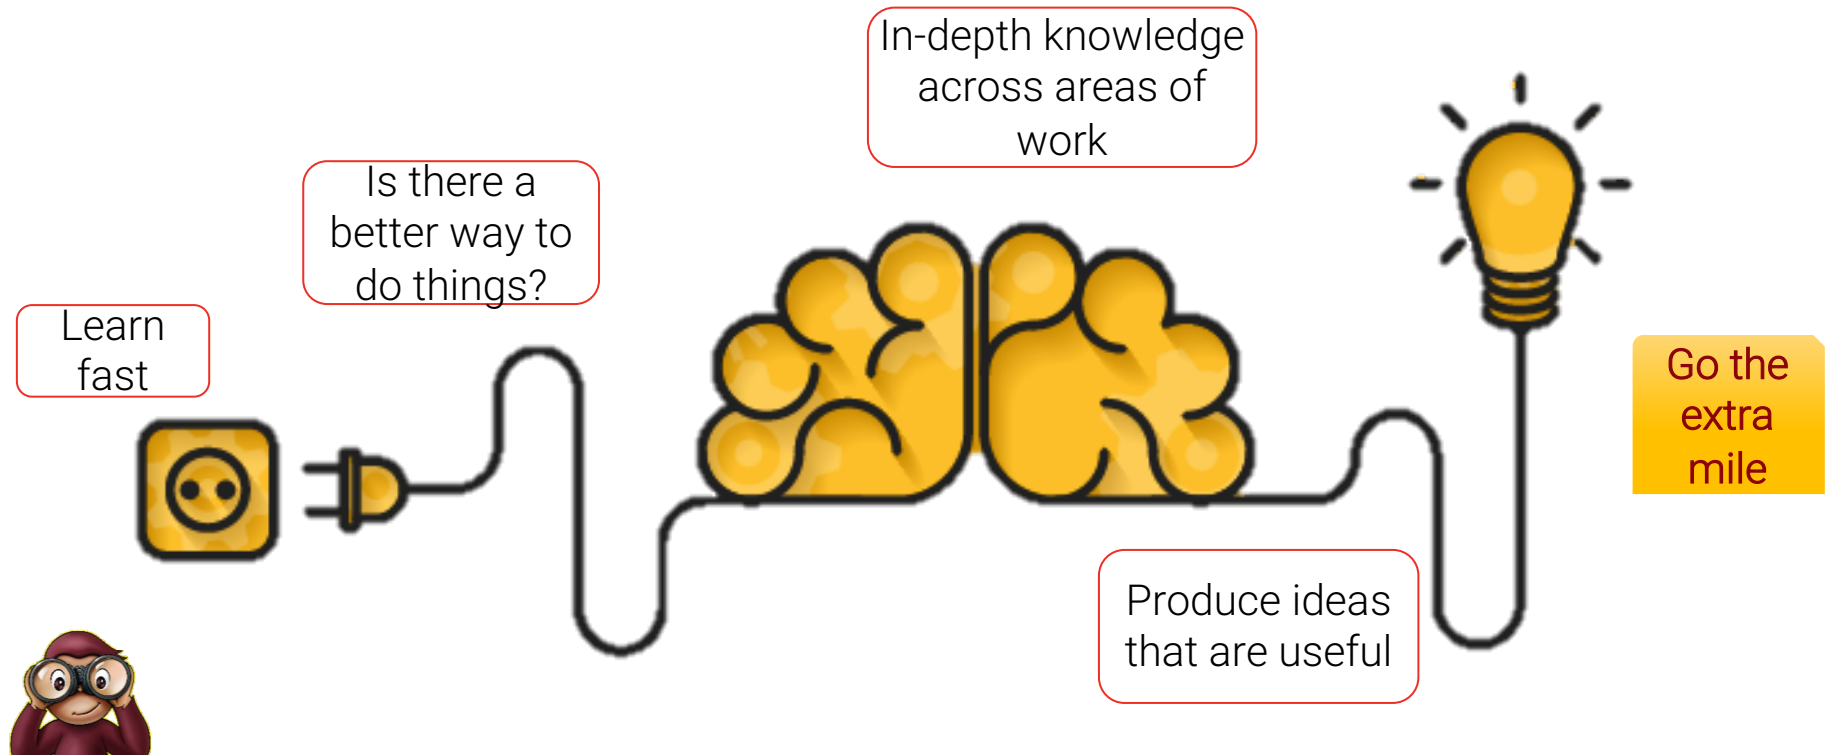 Learn
fast
Is there a
better way to
do things?
In-depth knowledge
across areas of
work
Produce ideas
that are useful
Go the
extra
mile